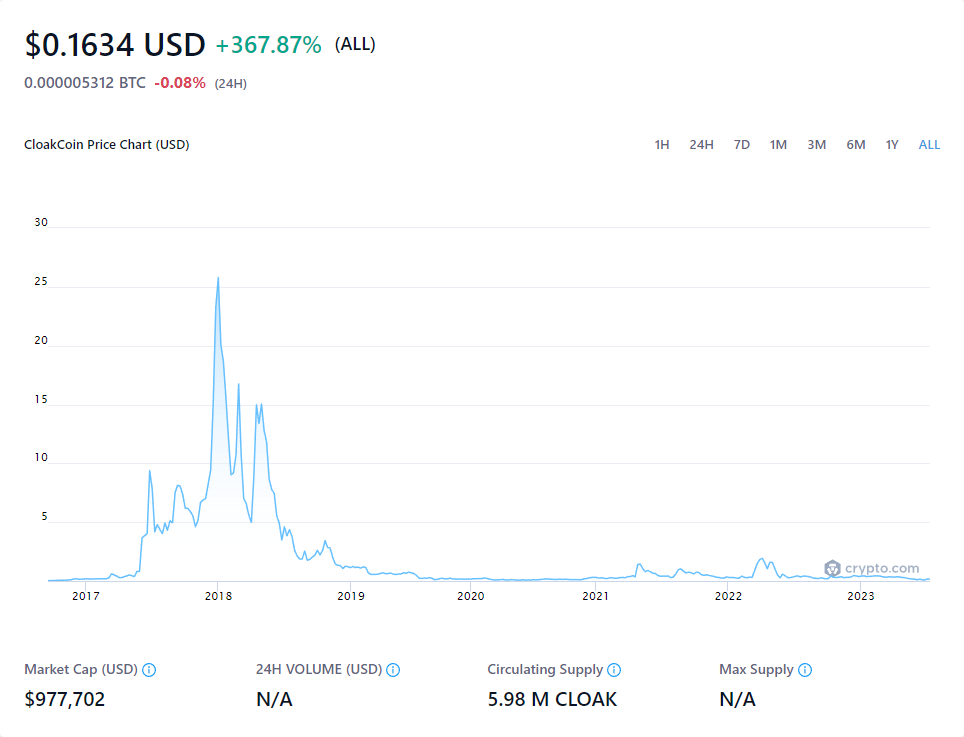 $0.1634 USD +367.87% (ALL)
0.000005312 BTC -0.08% (24H)
CloakCoin Price Chart (USD) 1H 24H 7D 1M 3M 6M 1Y ALL
30
25
20
15
10
5
crypto.com
2017 2018 2019 2020 2021 2022 2023
Market Cap (USD) 24H VOLUME (USD) Circulating Supply Max Supply
$977,702 N/A 5.98 M CLOAK N/A